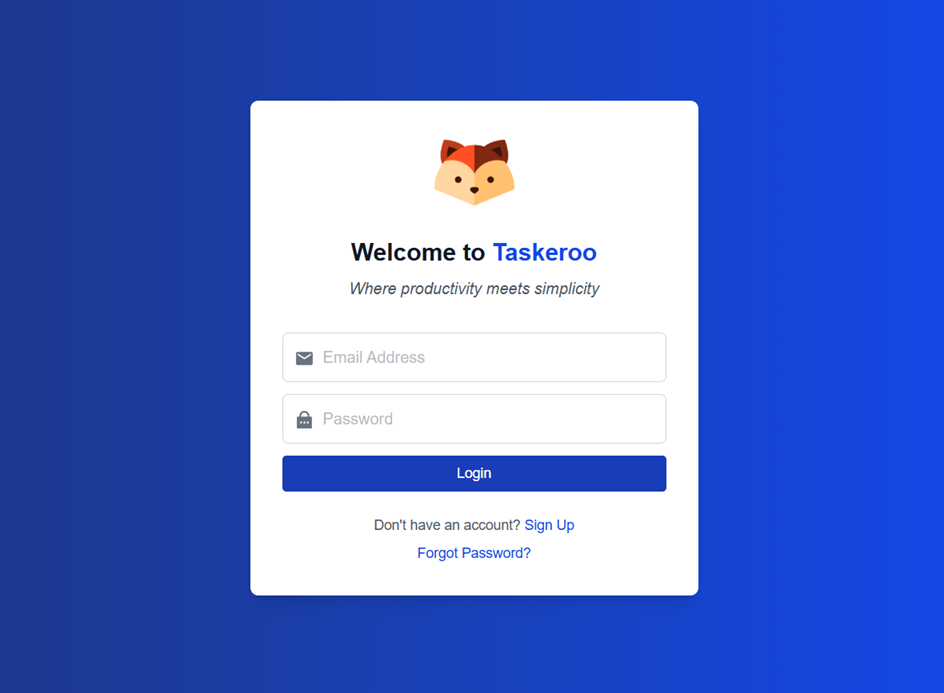 Welcome to Taskeroo
Where productivity meets simplicity
Email Address
Password
Login
Don't have an account? Sign Up
Forgot Password?